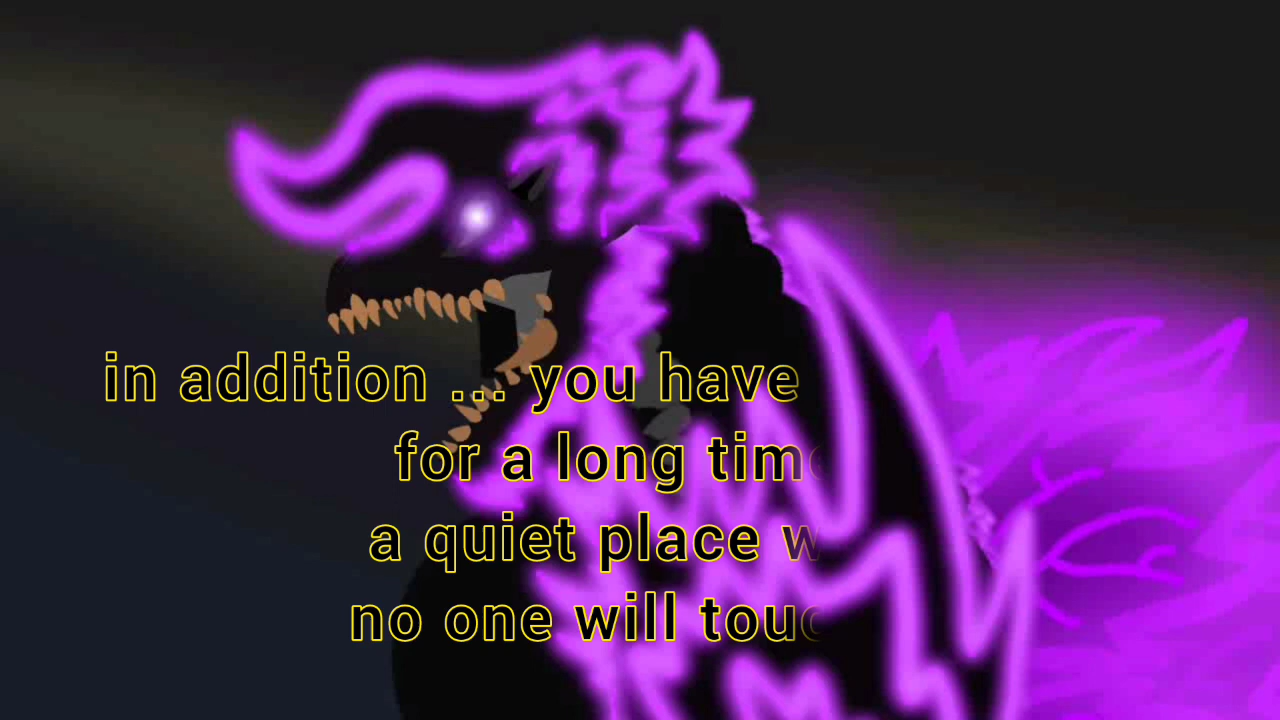 in addition ... you have
for a long
a quiet place
no one will